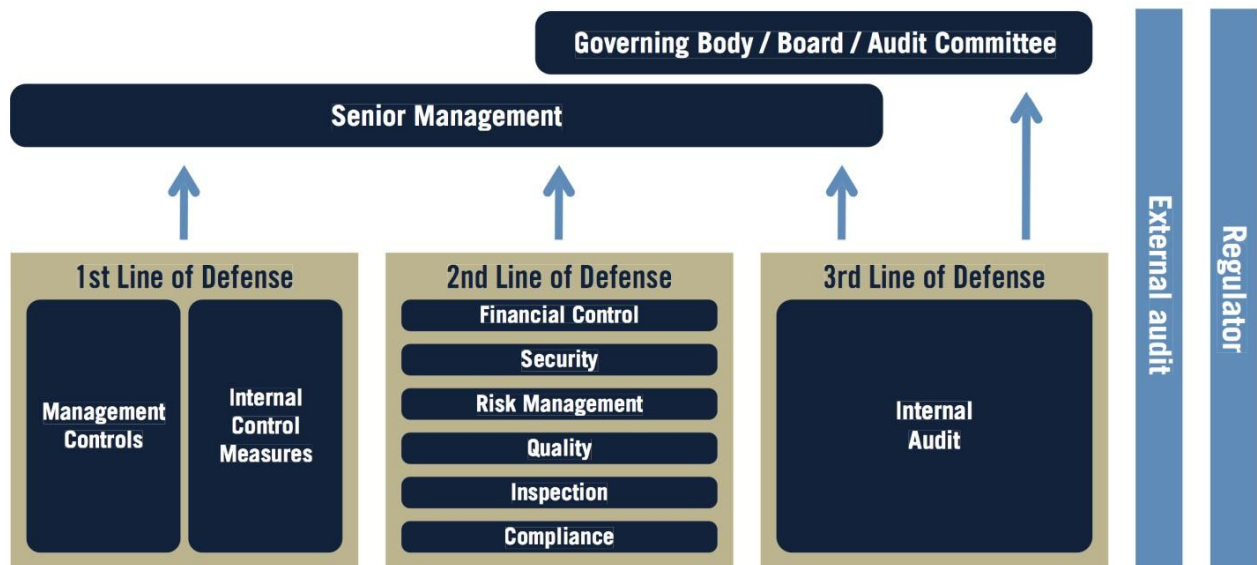 Governing Body / Board / Audit Committee
Senior Management
1st Line of Defense
Management
Controls
Internal
Control
Measures
2nd Line of Defense
Financial Control
Security
Risk Management
Quality
Inspection
Compliance
3rd Line of Defense
Internal
Audit
External audit
Regulator